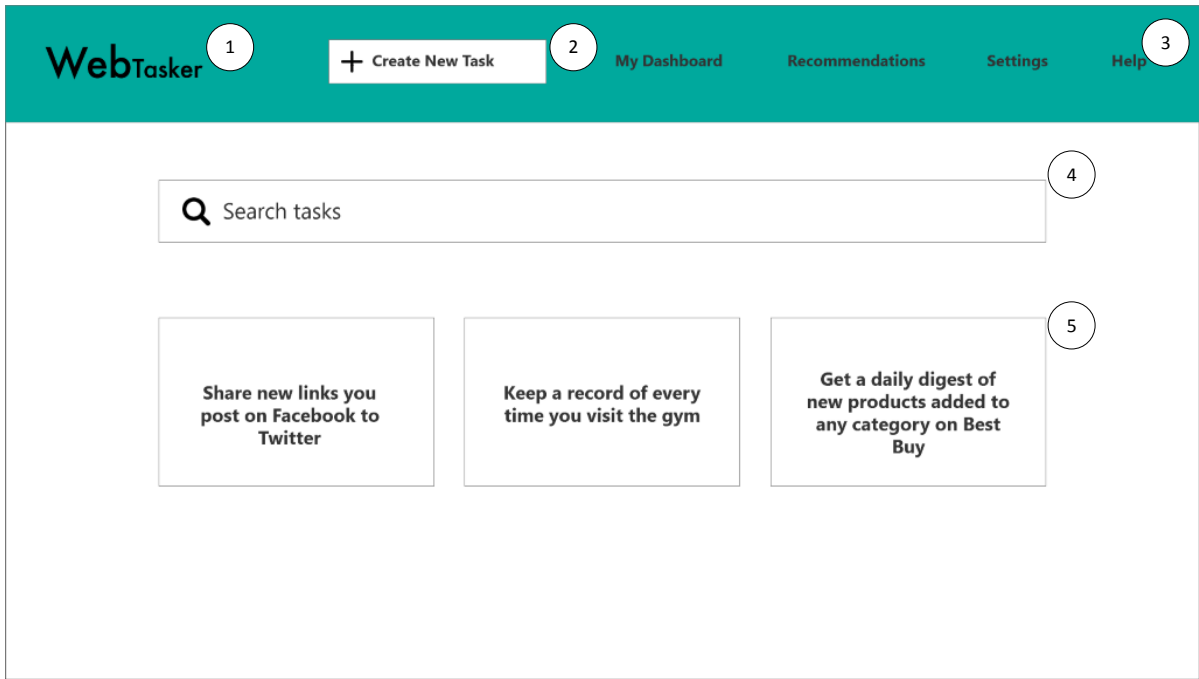 WebTasker
1
Create New Task
2
My Dashboard
Recommendations
Settings
Help
3
4
Search tasks
5
Share new links you
post on Facebook to
Twitter
Keep a record of every
time you visit the gym
Get a daily digest of
new products added to
any category on Best
Buy